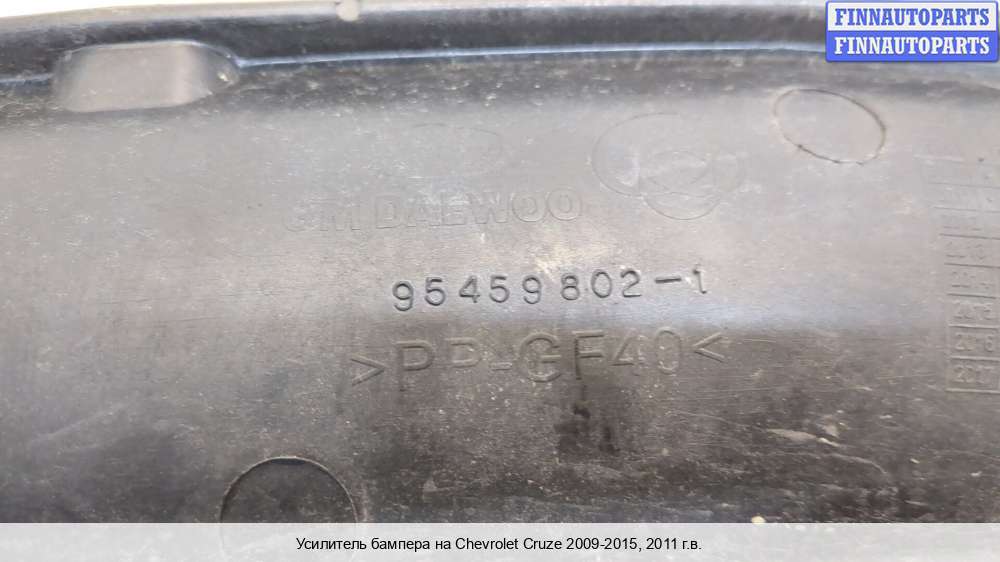 FINNAUTOPARTS
FINNAUTOPARTS
GM DAEWOO
95459802-1
>PP-GF40<
Усилитель бампера на Chevrolet Cruze 2009-2015, 2011 г.в.